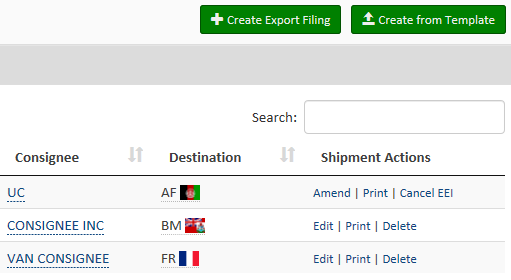 Create Export Filing Create from Template
Search:
Consignee Destination Shipment Actions
UC AF Amend | Print | Cancel EEI
CONSIGNEE INC BM Edit | Print | Delete
VAN CONSIGNEE FR Edit | Print | Delete